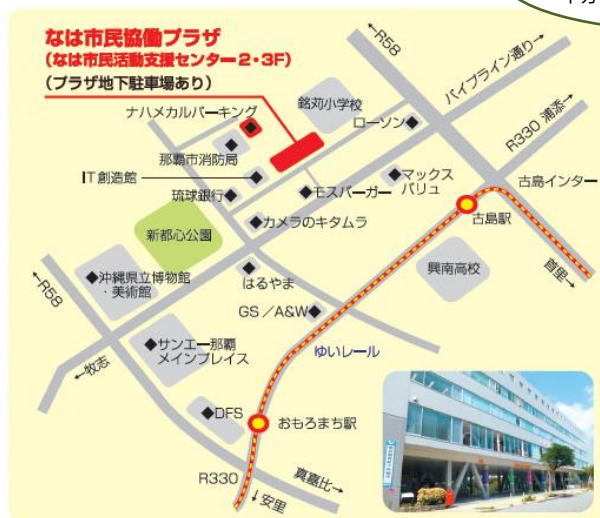 なは市民協働プラザ
(なは市民活動支援センター2・3F)
(プラザ地下駐車場あり)
ナハメカルパーキング
銘苅小学校
ローソン◆
←R58
パイプライン通り→
R330 浦添→
那覇市消防局
IT創造館
琉球銀行◆
◆モスバーガー
◆マックス
バリュ
古島インター
古島駅
◆カメラのキタムラ
新都心公園
興南高校
首里→
はるやま
◆沖縄県立博物館
・美術館
←R58
GS/A&W◆
◆サンエー那覇
メインプレイス
ゆいレール
←牧志
◆DFS
おもろまち駅
R330
真嘉比→
↓安里